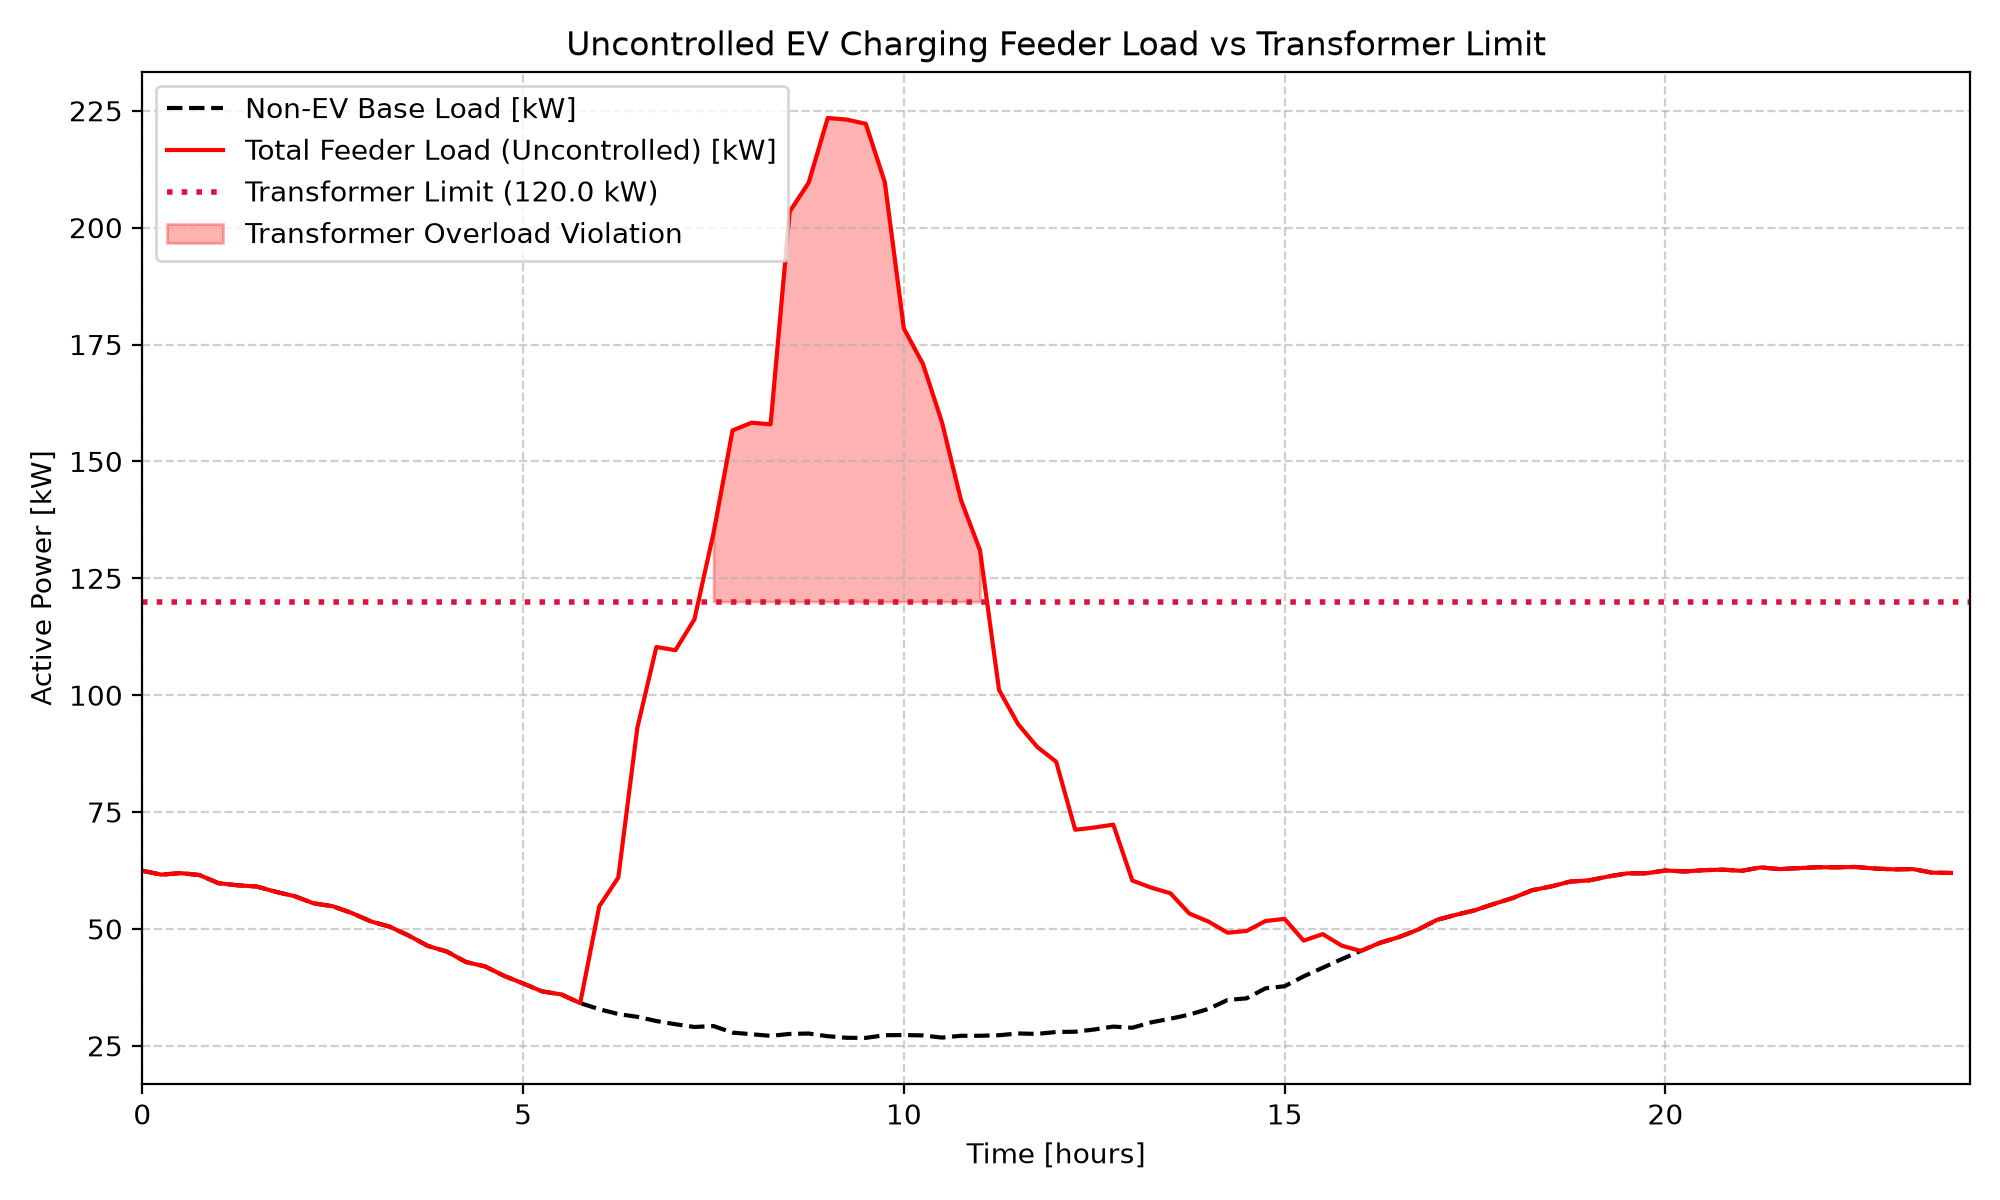 Uncontrolled EV Charging Feeder Load vs Transformer Limit
Non-EV Base Load [kW]
Total Feeder Load (Uncontrolled) [kW]
Transformer Limit (120.0 kW)
Transformer Overload Violation
225
200
175
150
125
100
75
50
25
Active Power [kW]
0 5 10 15 20
Time [hours]